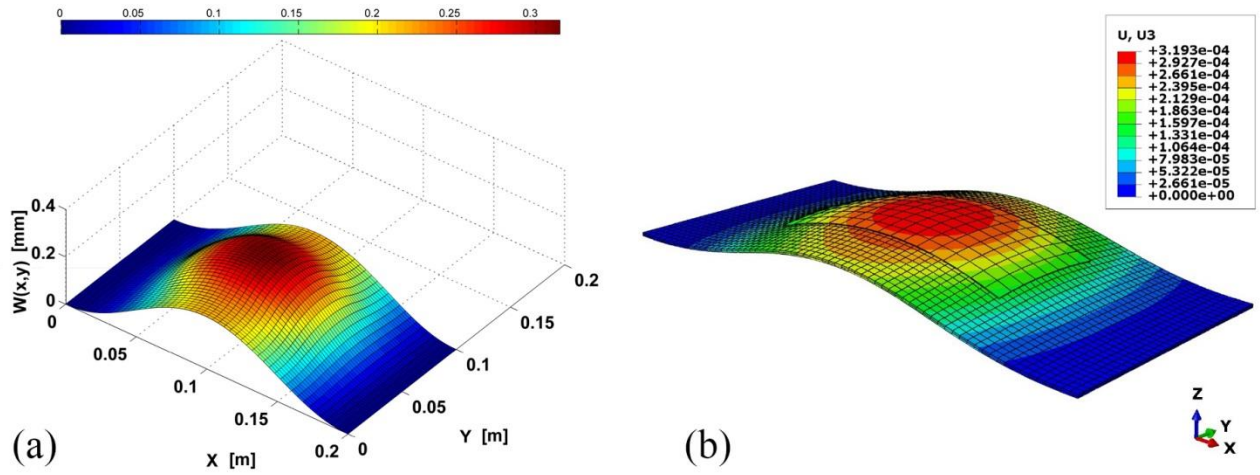 0 0.05 0.1 0.15 0.2 0.25 0.3
W(x,y) [mm]
0.4
0.2
0
0
0.05
0.1
0.15
0.2
X [m]
0
0.05
0.1
0.15
0.2
Y [m]
(a)
U, U3
+3.193e-04
+2.927e-04
+2.661e-04
+2.395e-04
+2.129e-04
+1.863e-04
+1.597e-04
+1.331e-04
+1.064e-04
+7.983e-05
+5.322e-05
+2.661e-05
+0.000e+00
Z
Y
X
(b)